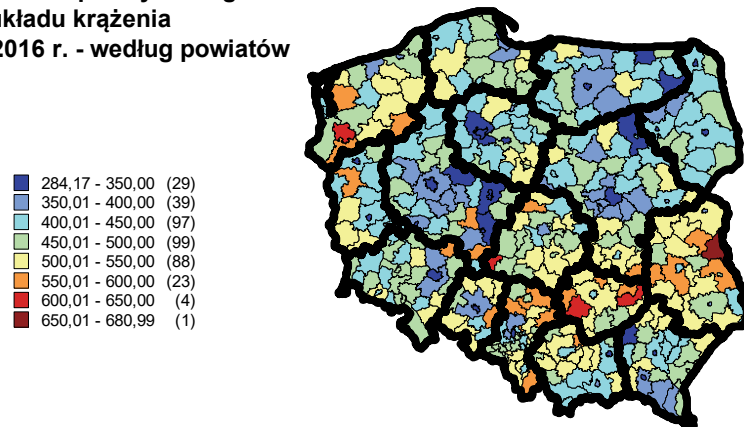 układu krążenia
2016 r. - według powiatów
284,17 - 350,00 (29)
350,01 - 400,00 (39)
400,01 - 450,00 (97)
450,01 - 500,00 (99)
500,01 - 550,00 (88)
550,01 - 600,00 (23)
600,01 - 650,00 (4)
650,01 - 680,99 (1)